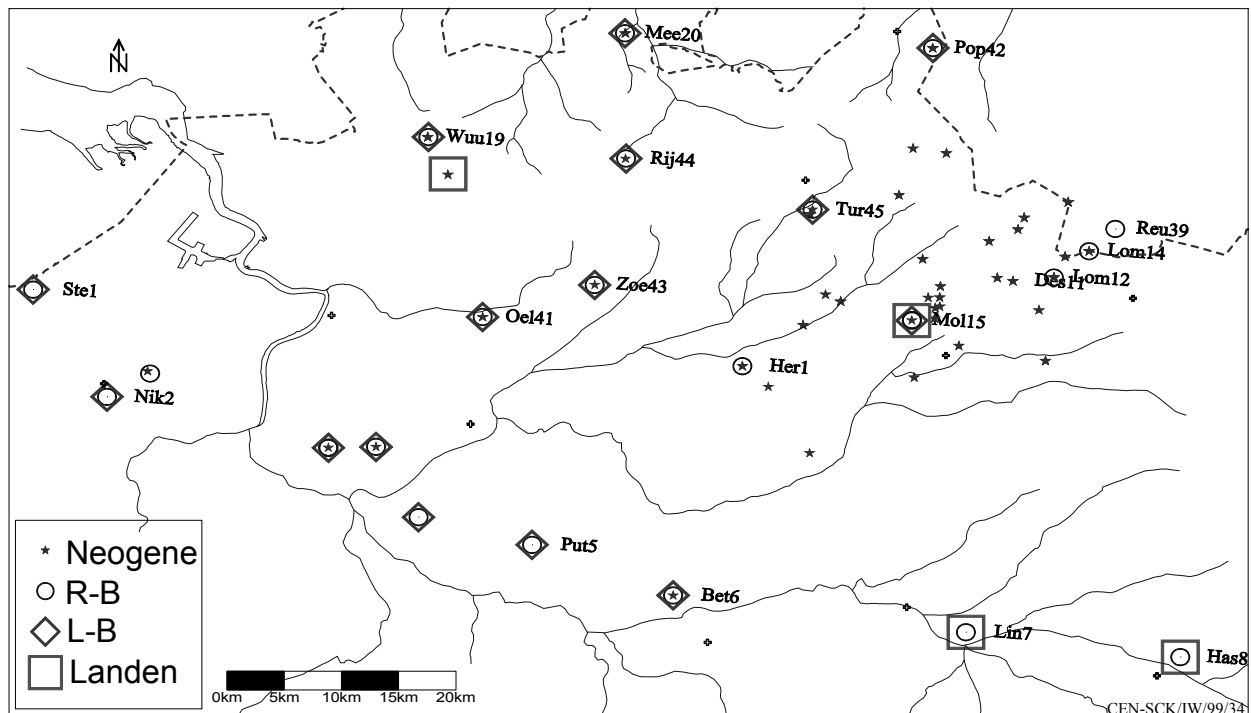 N
Mee20
Pop42
Wuu19
Rij44
Tur45
Reu39
Lom14
Des11
Lom12
Ste1
Zoe43
Oel41
Mol15
Her1
Nik2
Put5
Bet6
Lin7
Has8
Neogene
R-B
L-B
Landen
0km 5km 10km 15km 20km
CEN-SCK/IW/99/34